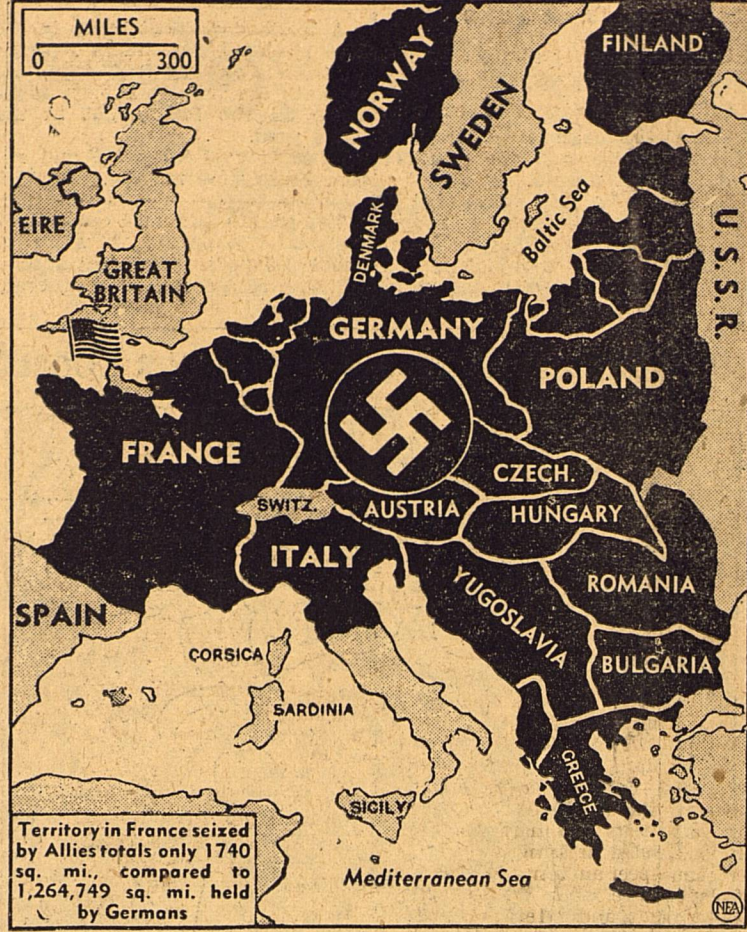 MILES
0 300
NORWAY
SWEDEN
FINLAND
EIRE
GREAT
BRITAIN
DENMARK
Baltic Sea
U.S.S.R.
GERMANY
POLAND
FRANCE
CZECH.
SWITZ.
AUSTRIA
HUNGARY
ITALY
YUGOSLAVIA
ROMANIA
SPAIN
CORSICA
BULGARIA
SARDINIA
GREECE
SICILY
Territory in France seized
by Allies totals only 1740
sq. mi., compared to
1,264,749 sq. mi. held
by Germans
Mediterranean Sea
NEA